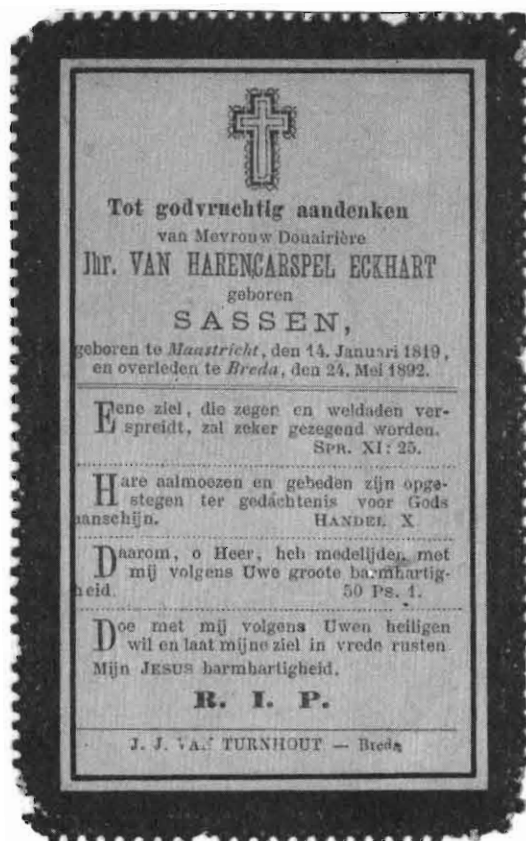 Tot godvruchtig aandenken
van Mevrouw Douairière
Jhr. VAN HARENCARSPEL ECKHART
geboren
SASSEN,
geboren te Maastricht, den 14. Januari 1819,
en overleden te Breda, den 24. Mei 1892.
Eene ziel, die zegen en weldaden ver-
spreidt, zal zeker gezegend worden.
SPR. XI: 25.
Hare aalmoezen en gebeden zijn opge-
stegen ter gedachtenis voor Gods
aanschijn. HANDEL X.
Daarom, o Heer, heb medelijden met
mij volgens Uwe groote barmhartig-
heid. 50 Ps. 1.
Doe met mij volgens Uwen heiligen
wil en laat mijne ziel in vrede rusten
Mijn JESUS barmhartigheid.
R. I. P.
J. J. VAN TURNHOUT — Breda